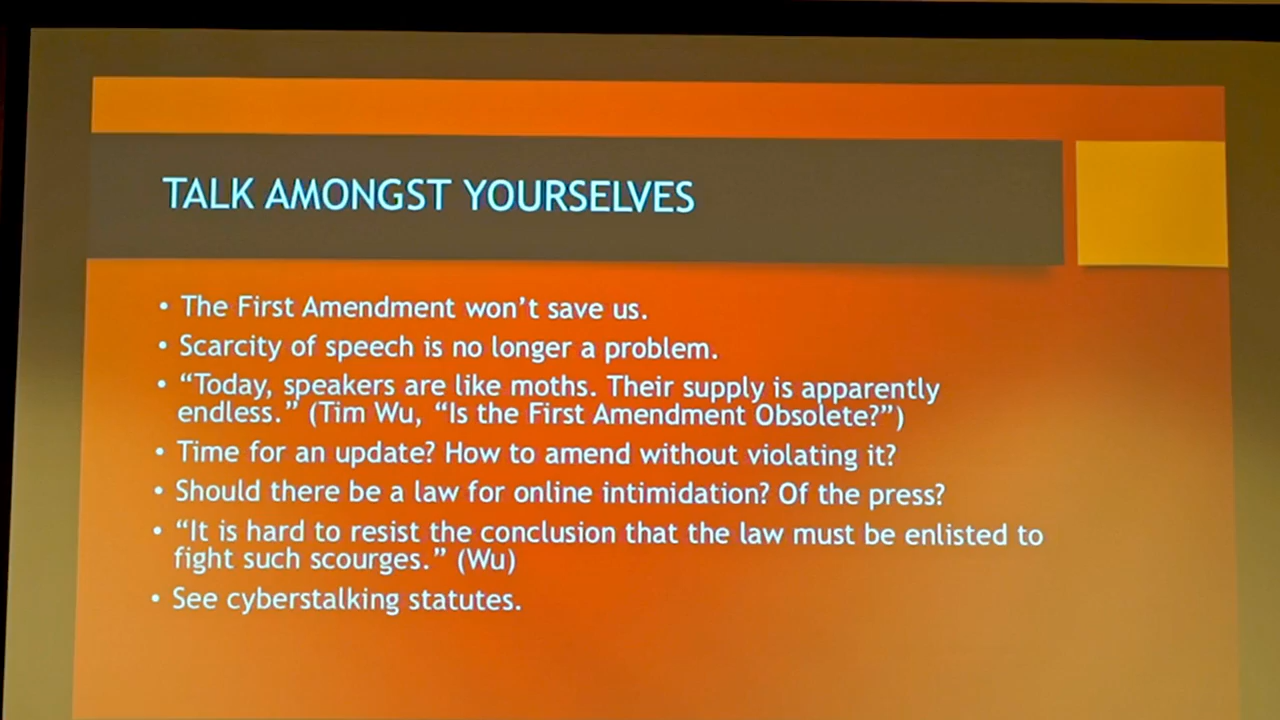 TALK AMONGST YOURSELVES
• The First Amendment won’t save us.
• Scarcity of speech is no longer a problem.
• “Today, speakers are like moths. Their supply is apparently
endless.” (Tim Wu, “Is the First Amendment Obsolete?”)
• Time for an update? How to amend without violating it?
• Should there be a law for online intimidation? Of the press?
• “It is hard to resist the conclusion that the law must be enlisted to
fight such scourges.” (Wu)
• See cyberstalking statutes.